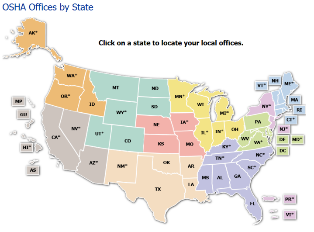 OSHA Offices by State
Click on a state to locate your local offices.
AK*
WA*
OR*
ID
MT
ND
SD
WY*
UT*
CO
MN*
WI
MI*
IL*
IN*
OH
NE
IA*
KS
MO
CA*
NV*
AZ*
NM*
TX
OK
AR
LA
MS
AL
GA
FL
TN*
KY*
NC*
SC*
WV
VA*
PA
DE
MD*
DC
NY*
NJ*
VT*
NH
ME*
MA
RI
CT*
PR*
VI*
MP
GU
HI*
AS